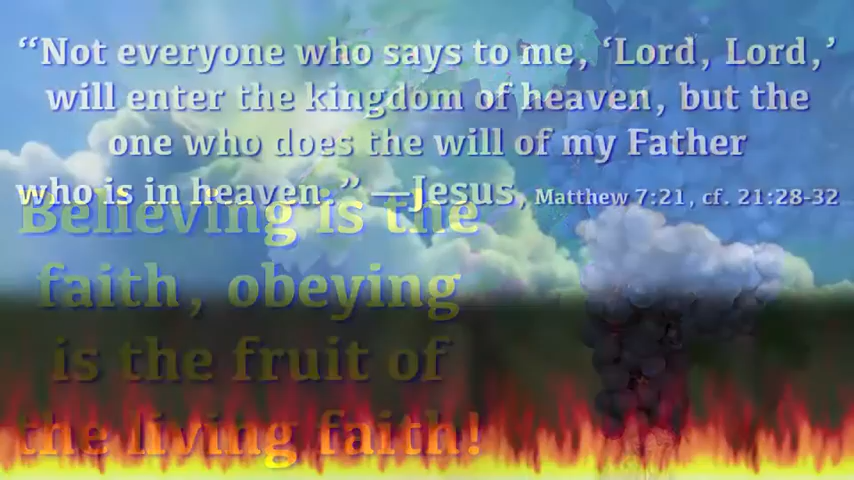 “Not everyone who says to me, ‘Lord, Lord,’
will enter the kingdom of heaven, but the
one who does the will of my Father
who is in heaven.” —Jesus, Matthew 7:21, cf. 21:28-32
Believing is the
faith, obeying
is the fruit of
the living faith!